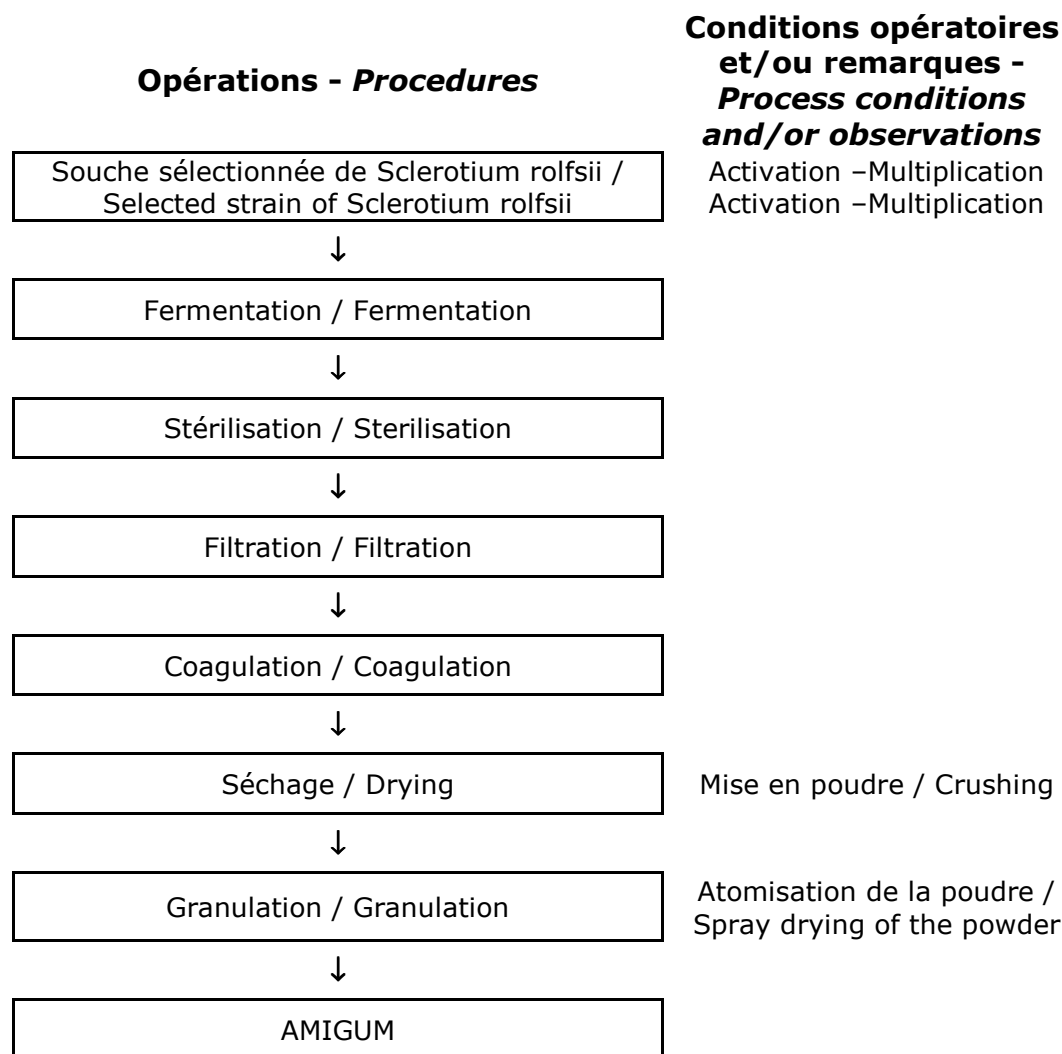 Opérations - Procedures
Conditions opératoires
et/ou remarques -
Process conditions
and/or observations
Souche sélectionnée de Sclerotium rolfsii /
Selected strain of Sclerotium rolfsii
Activation –Multiplication
Activation –Multiplication
↓
Fermentation / Fermentation
↓
Stérilisation / Sterilisation
↓
Filtration / Filtration
↓
Coagulation / Coagulation
↓
Séchage / Drying
Mise en poudre / Crushing
↓
Granulation / Granulation
Atomisation de la poudre /
Spray drying of the powder
↓
AMIGUM